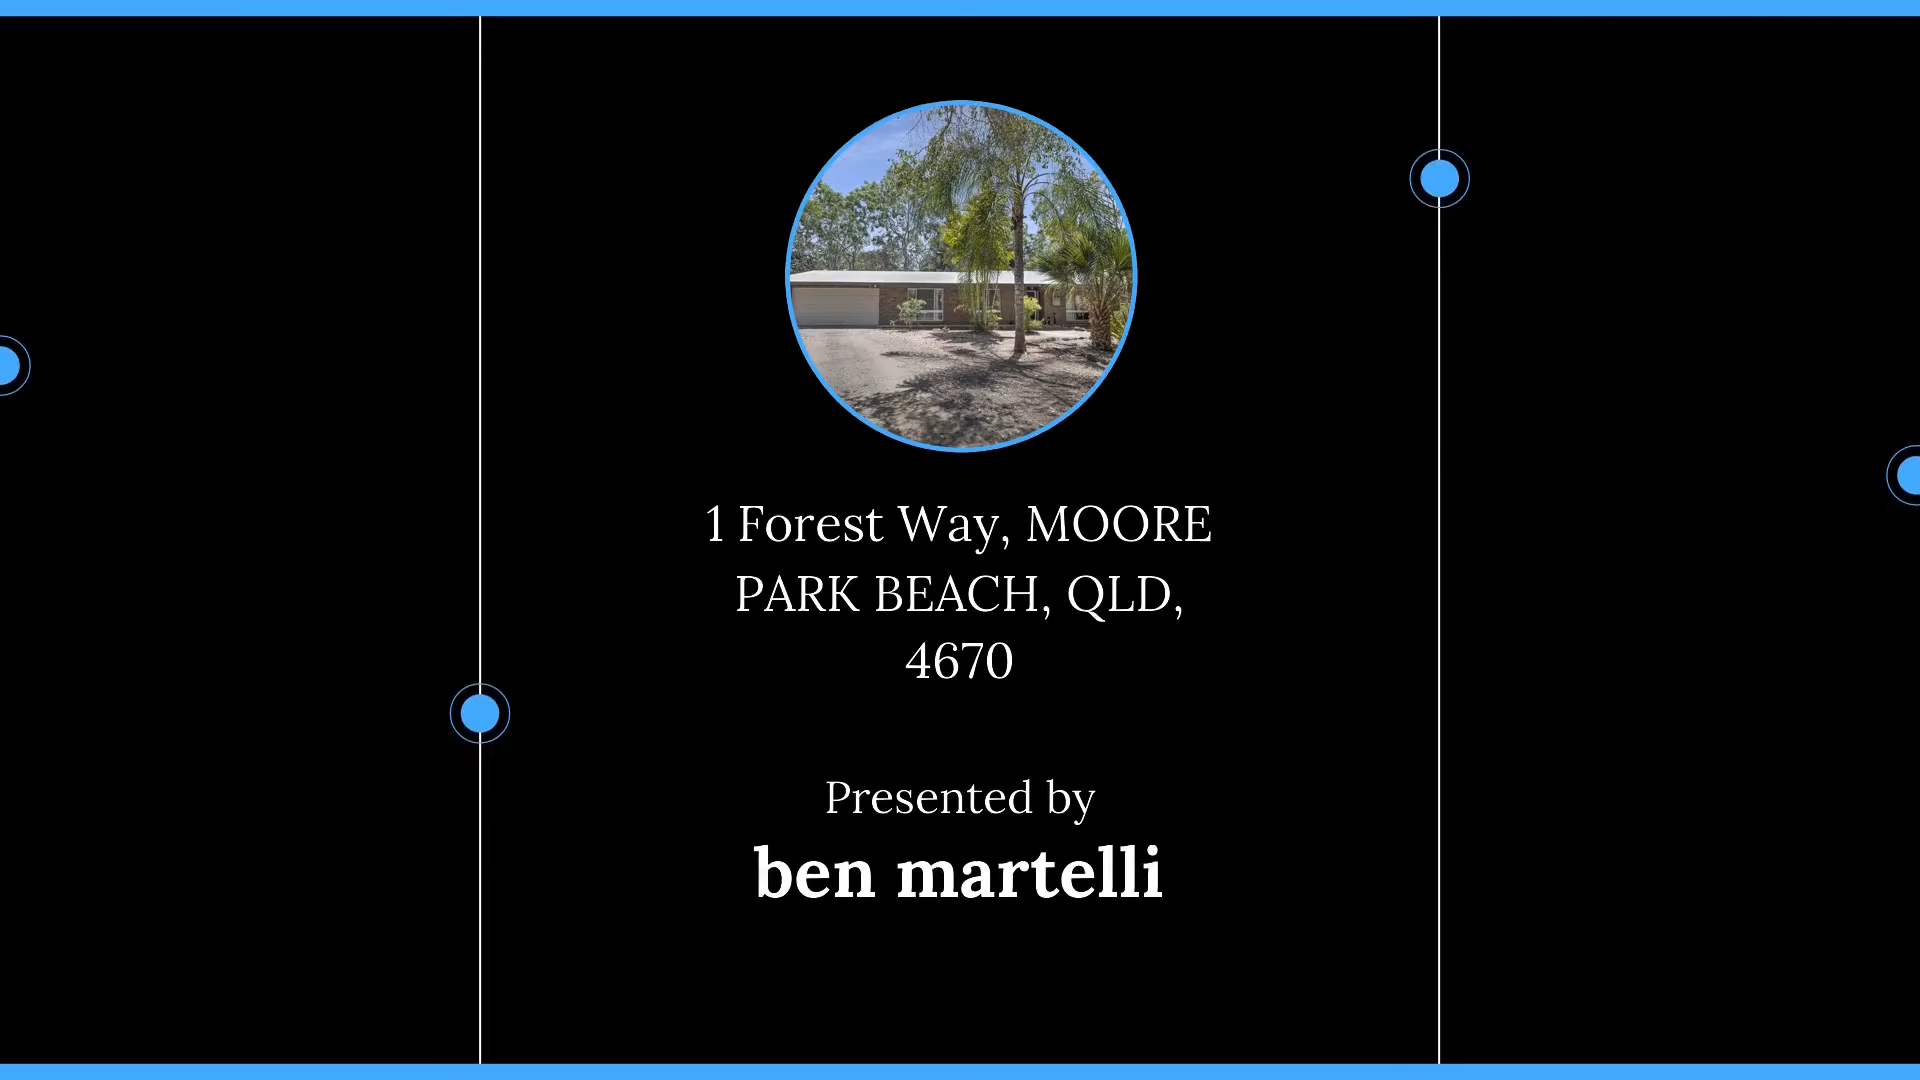 1 Forest Way, MOORE
PARK BEACH, QLD,
4670
Presented by
ben martelli